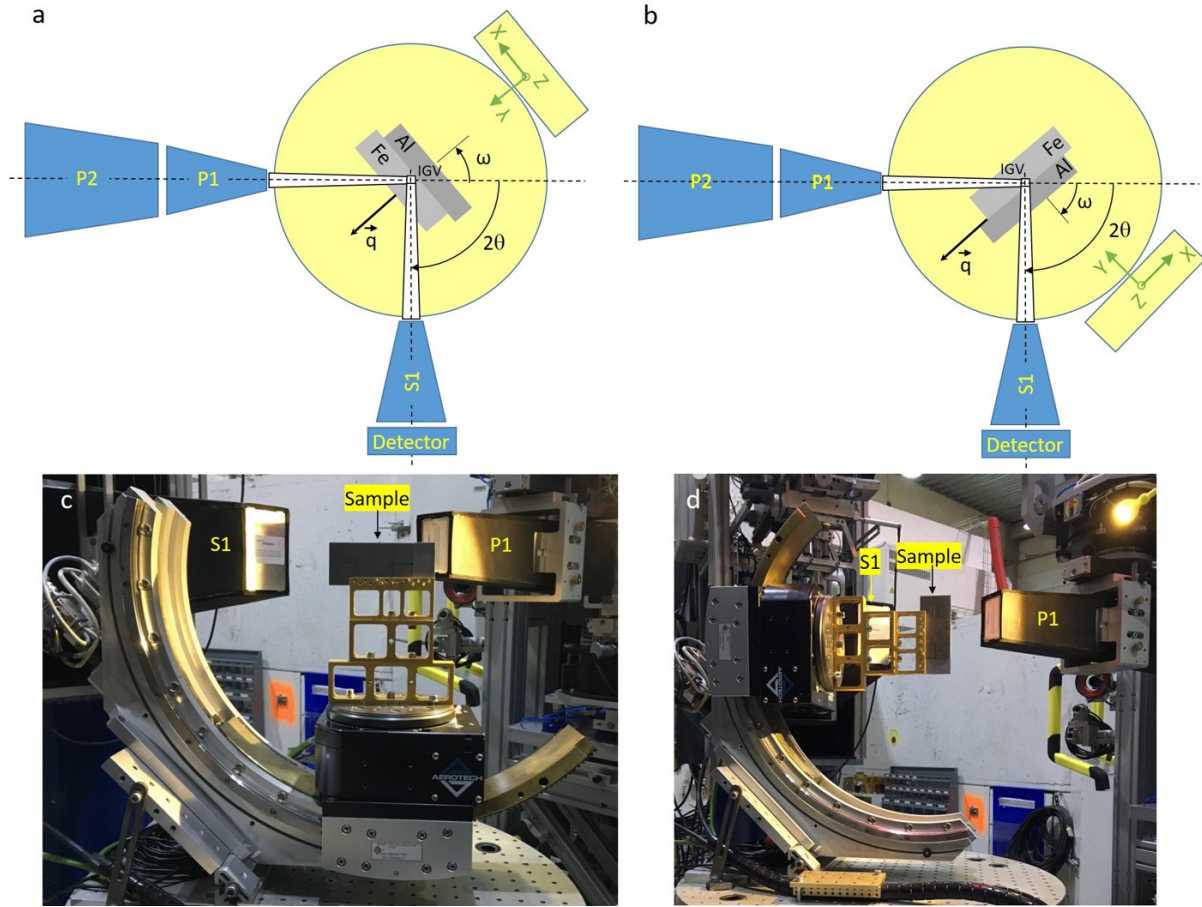 a
X
Z
Y
Al
Fe
IGV
ω
P2
P1
q
2θ
S1
Detector
b
Fe
IGV
Al
ω
P2
P1
q
2θ
Y
X
Z
S1
Detector
c
Sample
S1
P1
AEROTECH
d
S1
Sample
P1
AEROTECH